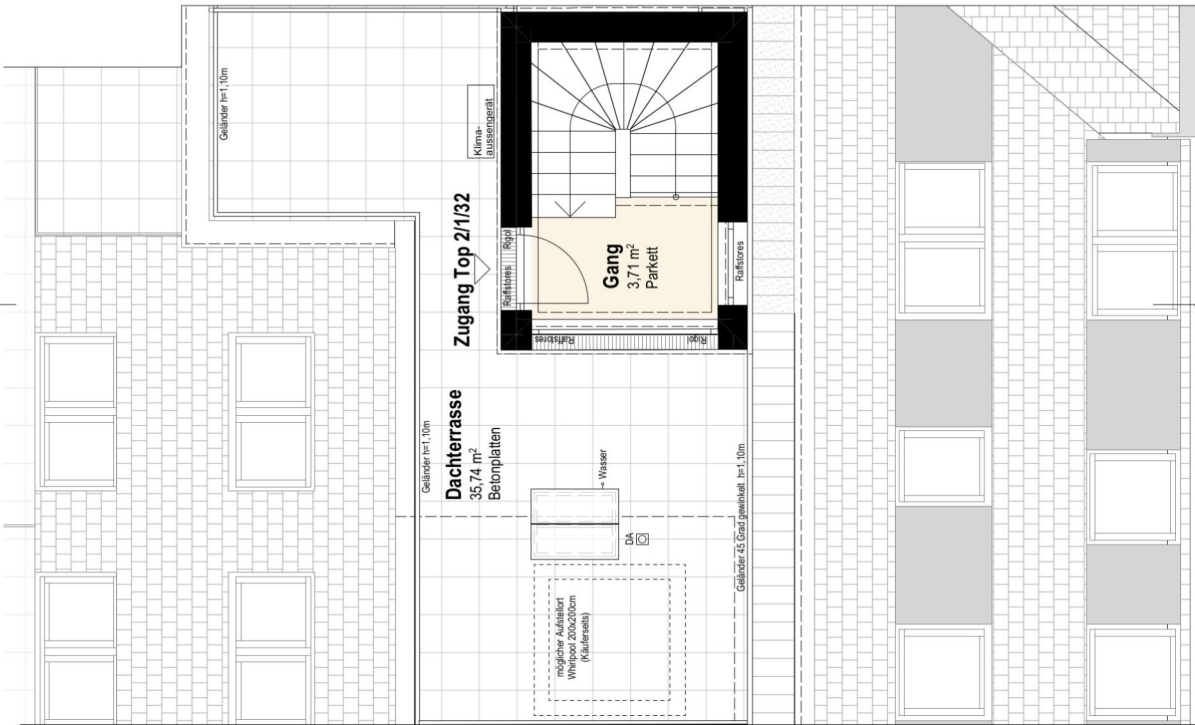 Geländer h=1,10m
Klima-
aussengerät
Zugang Top 2/1/32
Raffstores
Rigol
Gang
3,71 m²
Parkett
Raffstores
Raffstores
Rigol
Geländer h=1,10m
Dachterrasse
35,74 m²
Betonplatten
Wasser
DA
Geländer 45 Grad gewinkelt h=1,10m
möglicher Aufstellort
Whirlpool 200x200cm
(Käuferseits)